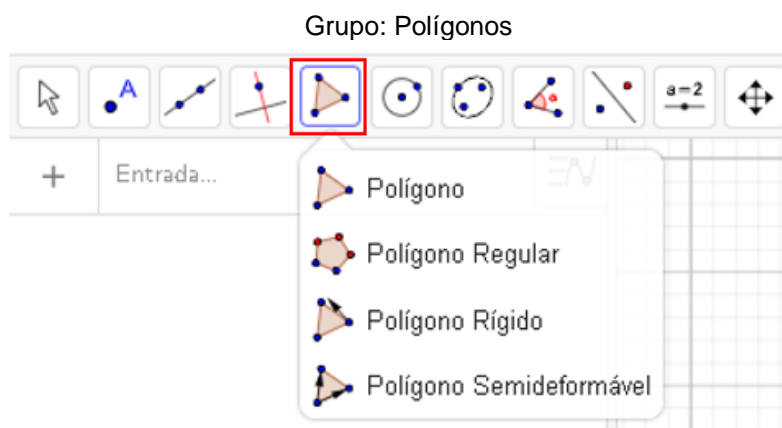 Grupo: Polígonos
A
a=2
+ Entrada...
Polígono
Polígono Regular
Polígono Rígido
Polígono Semideformável